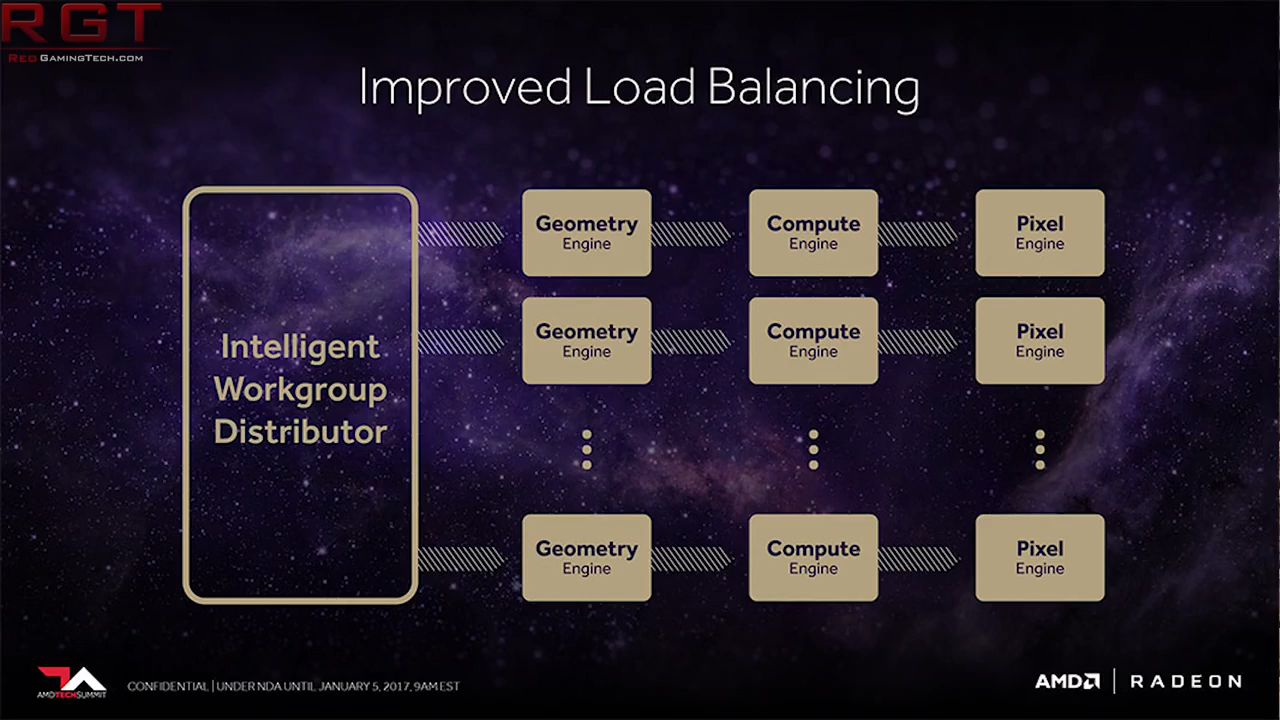 RGT
RED GAMINGTECH.COM
Improved Load Balancing
Intelligent
Workgroup
Distributor
Geometry
Engine
Compute
Engine
Pixel
Engine
Geometry
Engine
Compute
Engine
Pixel
Engine
Geometry
Engine
Compute
Engine
Pixel
Engine
AMDTECHSUMMIT
CONFIDENTIAL | UNDER NDA UNTIL JANUARY 5, 2017, 9AM EST
AMD | RADEON